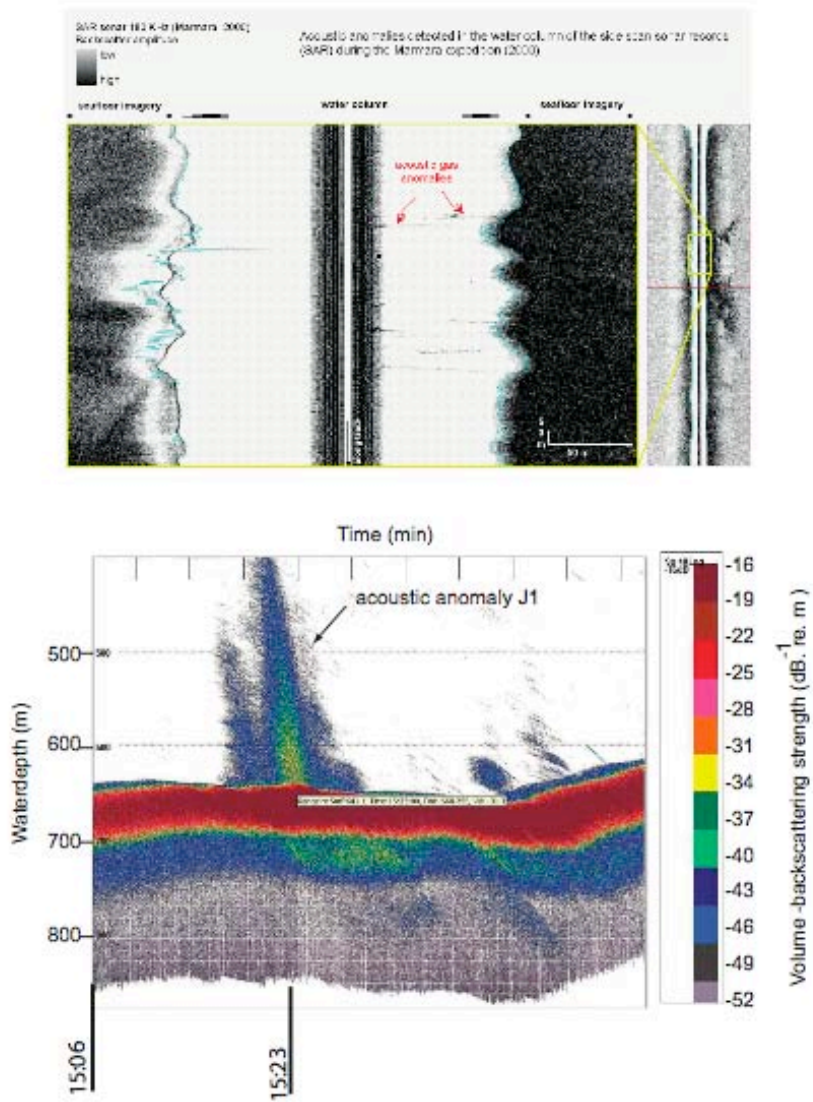 SAR sonar 180 KHz (Marmara, 2000)
Backscatter amplitude
low
high
Acoustic anomalies detected in the water column of the side scan sonar records
(SAR) during the Marmara expedition (2000)
seafloor imagery
water column
seafloor imagery
acoustic gas
anomalies
Time (min)
acoustic anomaly J1
500
600
700
800
Waterdepth (m)
15:06
15:23
-16
-19
-22
-25
-28
-31
-34
-37
-40
-43
-46
-49
-52
Volume -backscattering strength (dB. re. m-1)